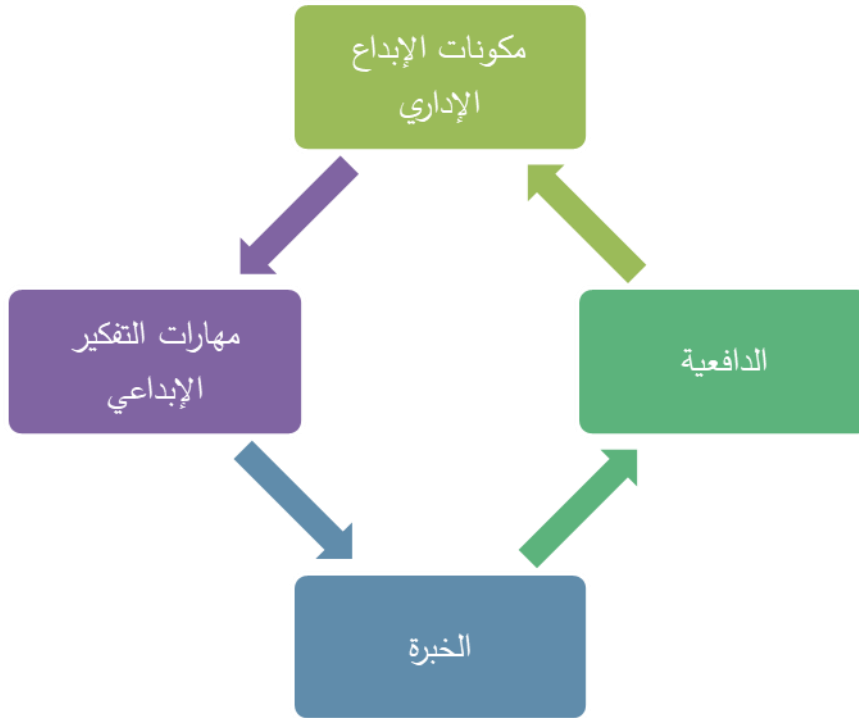 مكونات الإبداع
الإداري
الدافعية
مهارات التفكير
الإبداعي
الخبرة